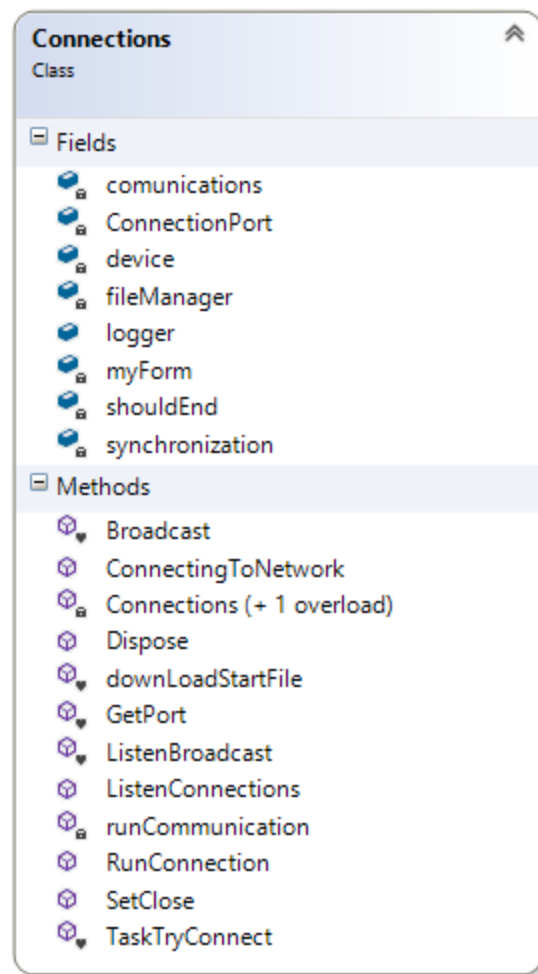 Connections
Class
Fields
comunications
ConnectionPort
device
fileManager
logger
myForm
shouldEnd
synchronization
Methods
Broadcast
ConnectingToNetwork
Connections (+ 1 overload)
Dispose
downLoadStartFile
GetPort
ListenBroadcast
ListenConnections
runCommunication
RunConnection
SetClose
TaskTryConnect